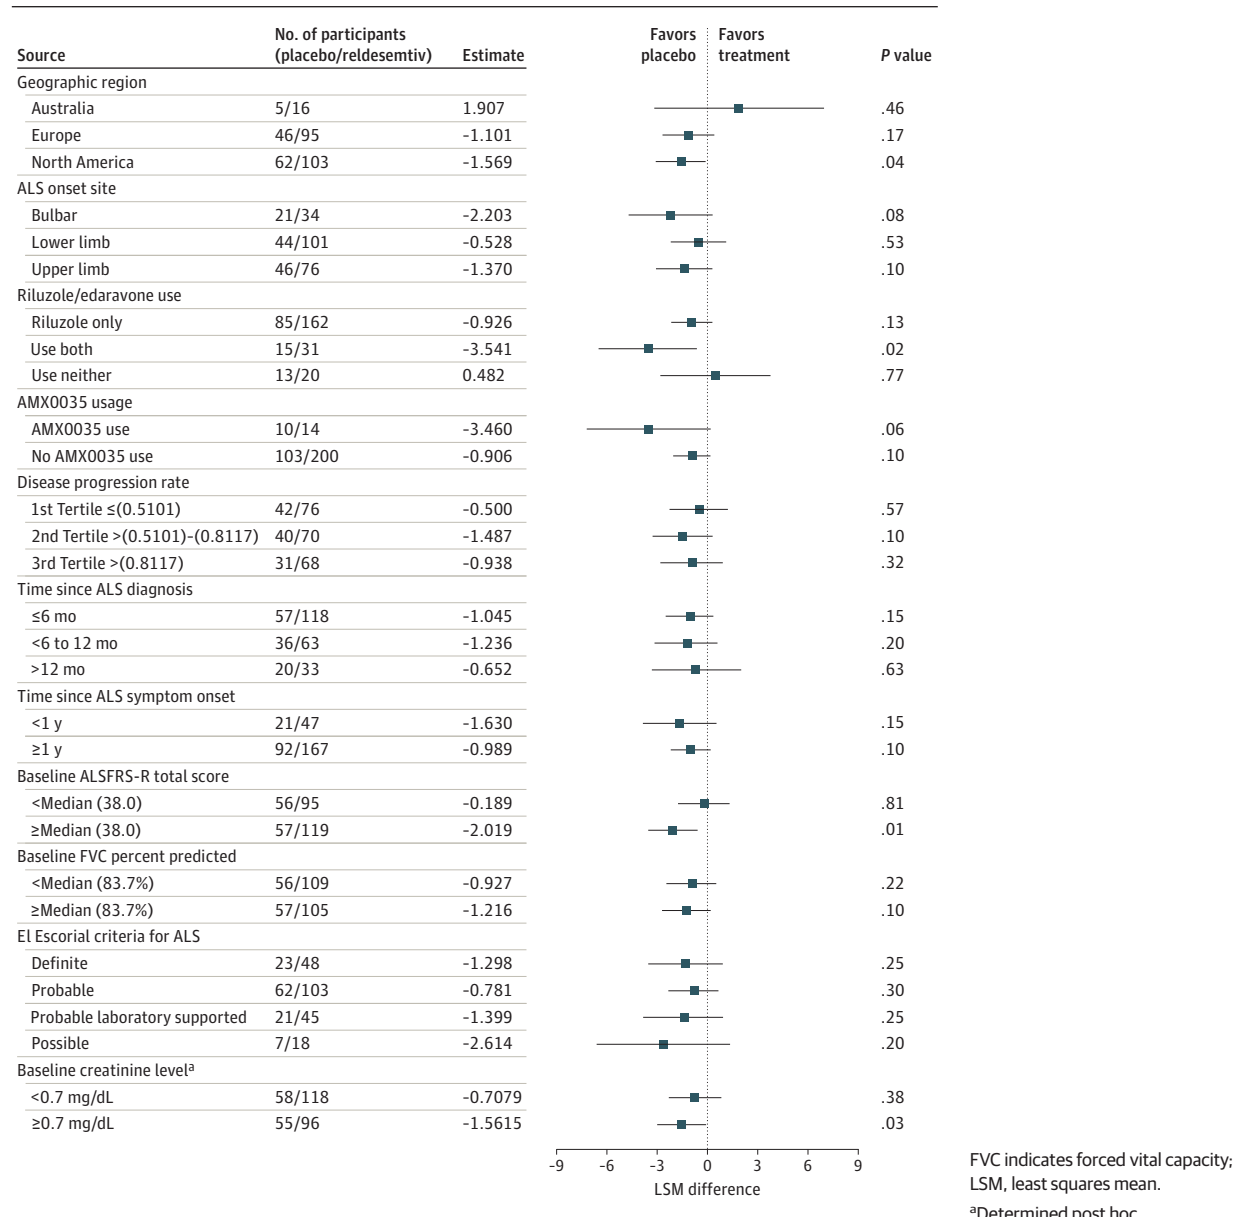 Source No. of participants (placebo/reldesemtiv) Estimate Favors placebo Favors treatment P value
Geographic region
Australia 5/16 1.907 .46
Europe 46/95 -1.101 .17
North America 62/103 -1.569 .04
ALS onset site
Bulbar 21/34 -2.203 .08
Lower limb 44/101 -0.528 .53
Upper limb 46/76 -1.370 .10
Riluzole/edaravone use
Riluzole only 85/162 -0.926 .13
Use both 15/31 -3.541 .02
Use neither 13/20 0.482 .77
AMX0035 usage
AMX0035 use 10/14 -3.460 .06
No AMX0035 use 103/200 -0.906 .10
Disease progression rate
1st Tertile ≤(0.5101) 42/76 -0.500 .57
2nd Tertile >(0.5101)-(0.8117) 40/70 -1.487 .10
3rd Tertile >(0.8117) 31/68 -0.938 .32
Time since ALS diagnosis
≤6 mo 57/118 -1.045 .15
<6 to 12 mo 36/63 -1.236 .20
>12 mo 20/33 -0.652 .63
Time since ALS symptom onset
<1 y 21/47 -1.630 .15
≥1 y 92/167 -0.989 .10
Baseline ALSFRS-R total score
<Median (38.0) 56/95 -0.189 .81
≥Median (38.0) 57/119 -2.019 .01
Baseline FVC percent predicted
<Median (83.7%) 56/109 -0.927 .22
≥Median (83.7%) 57/105 -1.216 .10
El Escorial criteria for ALS
Definite 23/48 -1.298 .25
Probable 62/103 -0.781 .30
Probable laboratory supported 21/45 -1.399 .25
Possible 7/18 -2.614 .20
Baseline creatinine levelᵃ
<0.7 mg/dL 58/118 -0.7079 .38
≥0.7 mg/dL 55/96 -1.5615 .03
-9 -6 -3 0 3 6 9
LSM difference
FVC indicates forced vital capacity;
LSM, least squares mean.
ᵃDetermined post hoc